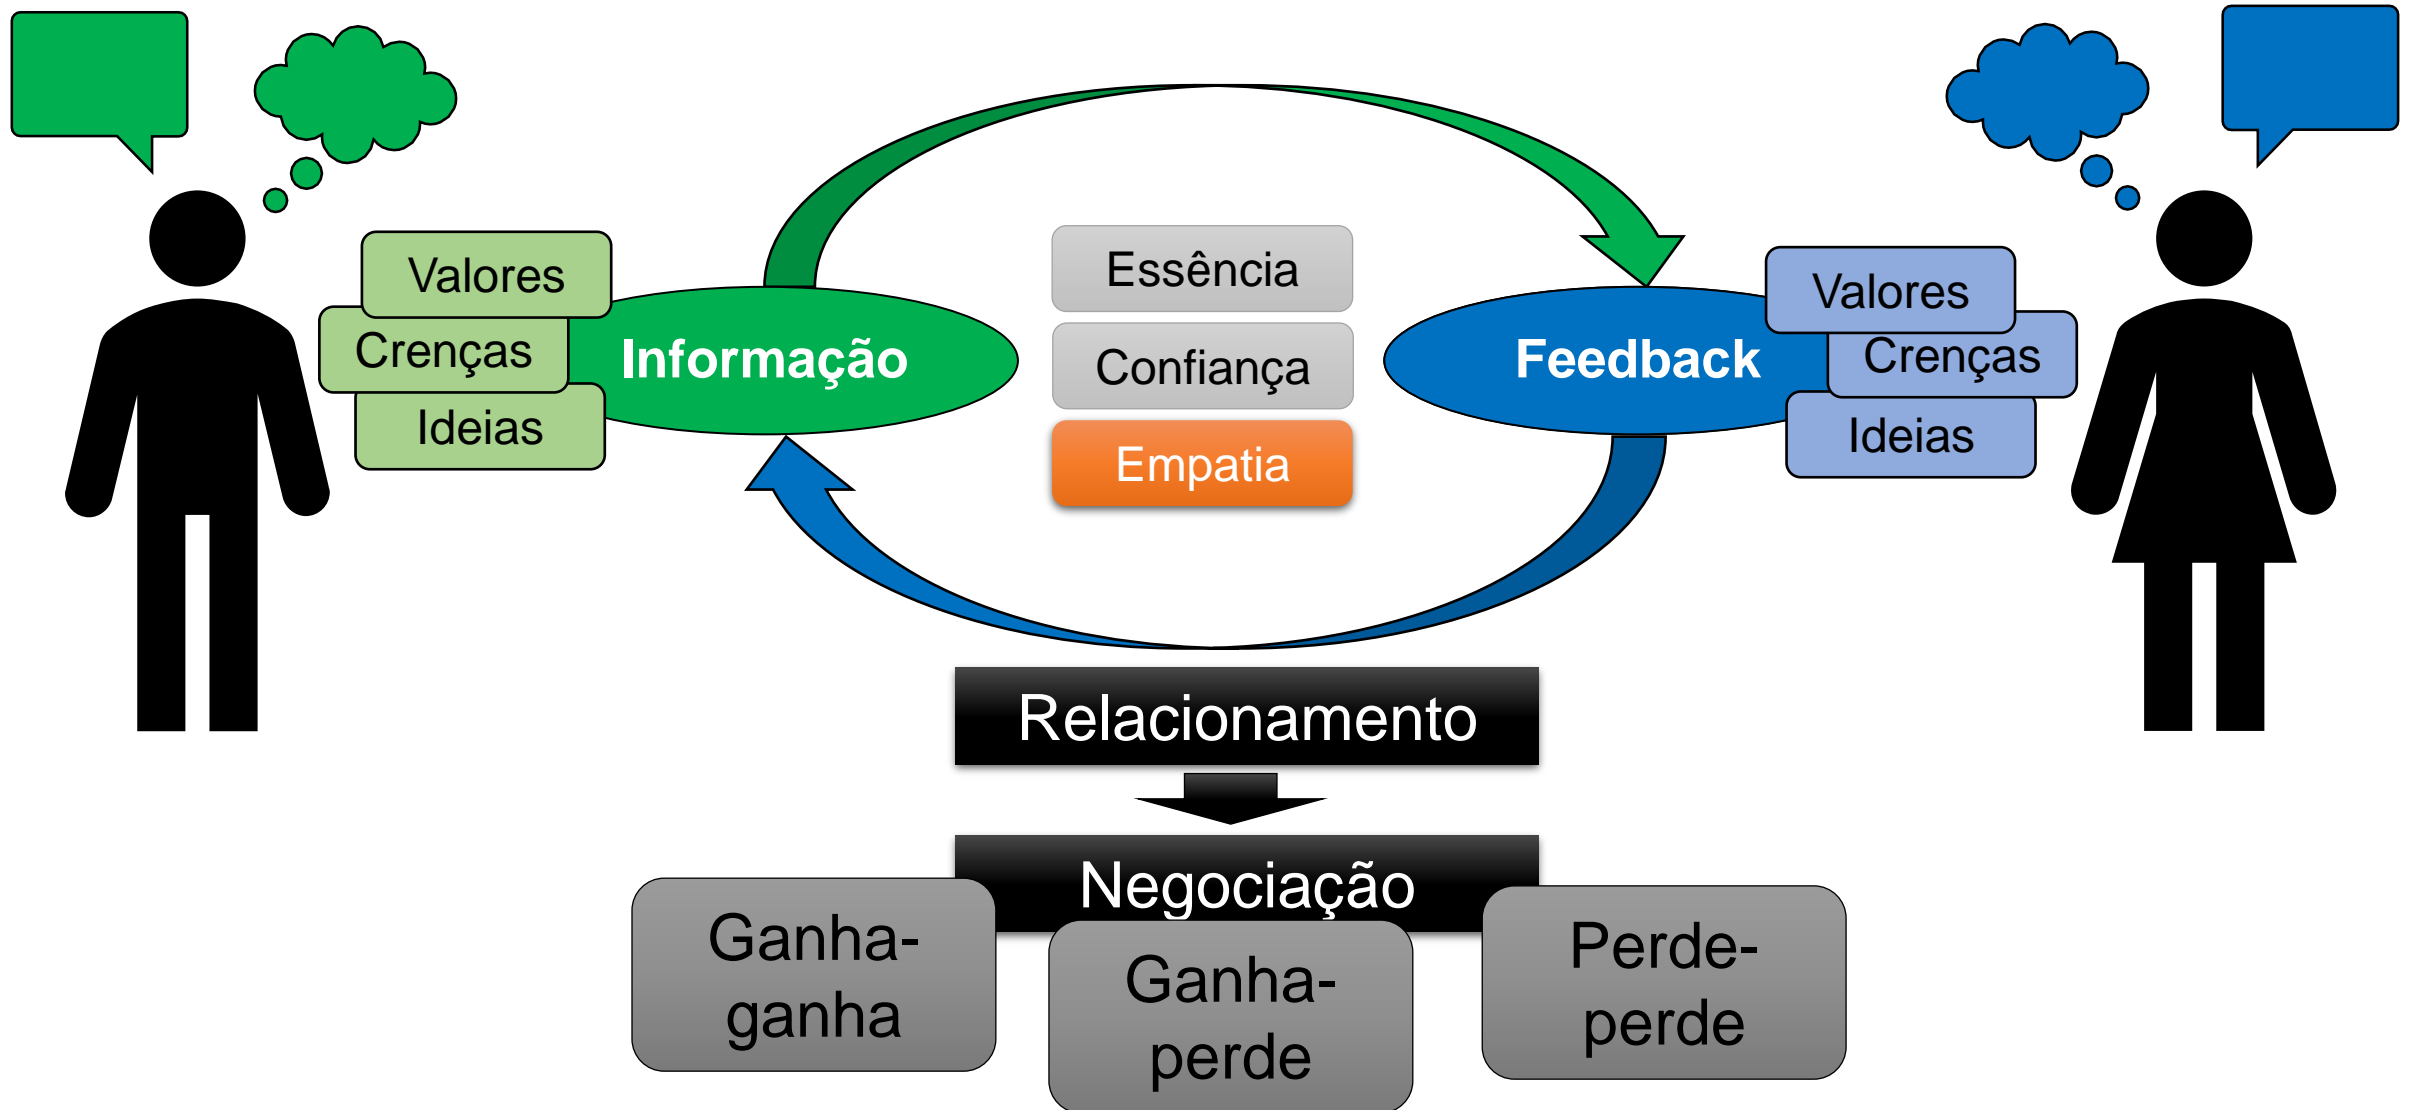 Valores
Crenças
Ideias
Informação
Essência
Confiança
Empatia
Feedback
Valores
Crenças
Ideias
Relacionamento
Negociação
Ganha-
ganha
Ganha-
perde
Perde-
perde